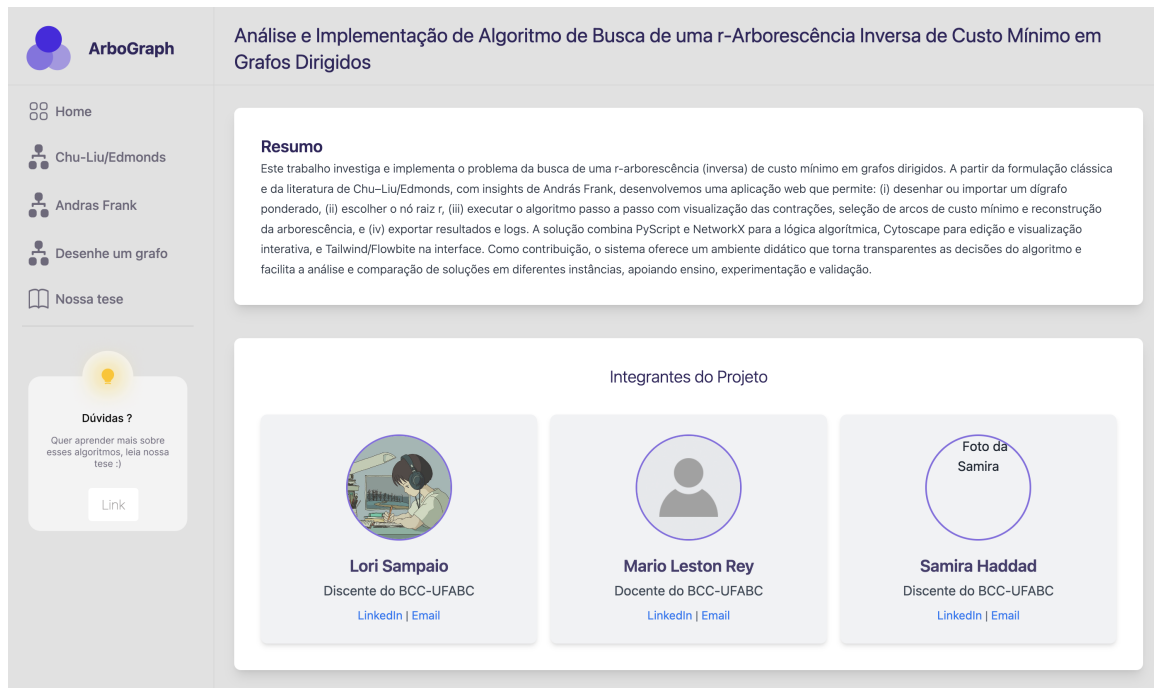 ArboGraph
Home
Chu-Liu/Edmonds
Andras Frank
Desenhe um grafo
Nossa tese
Dúvidas ?
Quer aprender mais sobre
esses algoritmos, leia nossa
tese :)
Link
Análise e Implementação de Algoritmo de Busca de uma r-Arborescência Inversa de Custo Mínimo em
Grafos Dirigidos
Resumo
Este trabalho investiga e implementa o problema da busca de uma r-arborescência (inversa) de custo mínimo em grafos dirigidos. A partir da formulação clássica
e da literatura de Chu–Liu/Edmonds, com insights de András Frank, desenvolvemos uma aplicação web que permite: (i) desenhar ou importar um dígrafo
ponderado, (ii) escolher o nó raiz r, (iii) executar o algoritmo passo a passo com visualização das contrações, seleção de arcos de custo mínimo e reconstrução
da arborescência, e (iv) exportar resultados e logs. A solução combina PyScript e NetworkX para a lógica algorítmica, Cytoscape para edição e visualização
interativa, e Tailwind/Flowbite na interface. Como contribuição, o sistema oferece um ambiente didático que torna transparentes as decisões do algoritmo e
facilita a análise e comparação de soluções em diferentes instâncias, apoiando ensino, experimentação e validação.
Integrantes do Projeto
Lori Sampaio
Discente do BCC-UFABC
LinkedIn | Email
Mario Leston Rey
Docente do BCC-UFABC
LinkedIn | Email
Foto da
Samira
Samira Haddad
Discente do BCC-UFABC
LinkedIn | Email